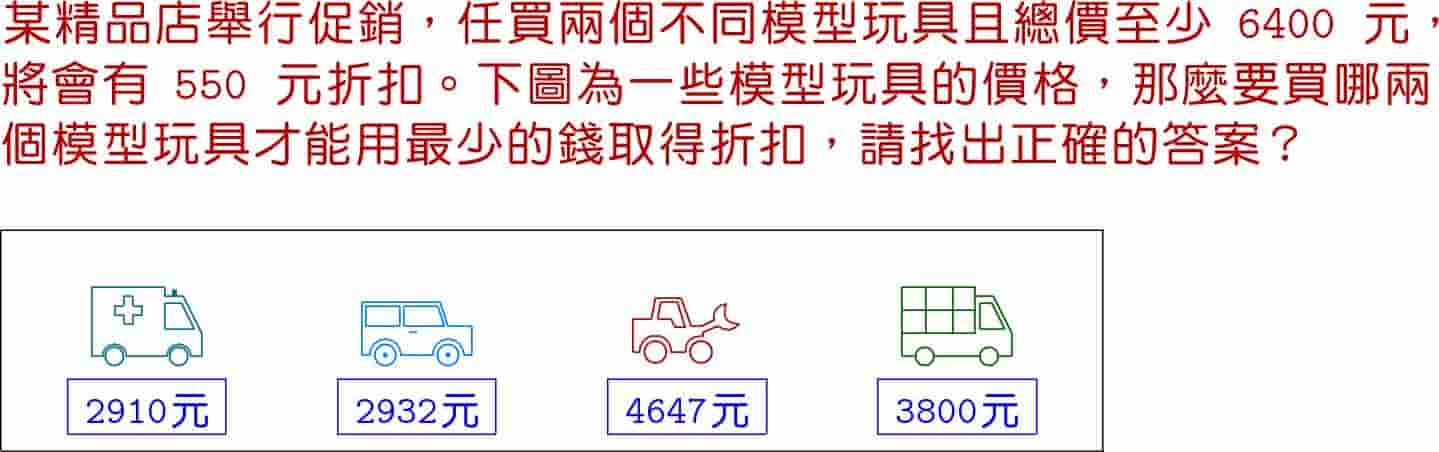 某精品店舉行促銷，任買兩個不同模型玩具且總價至少 6400 元，
將會有 550 元折扣。下圖為一些模型玩具的價格，那麼要買哪兩
個模型玩具才能用最少的錢取得折扣，請找出正確的答案？
2910元 2932元 4647元 3800元